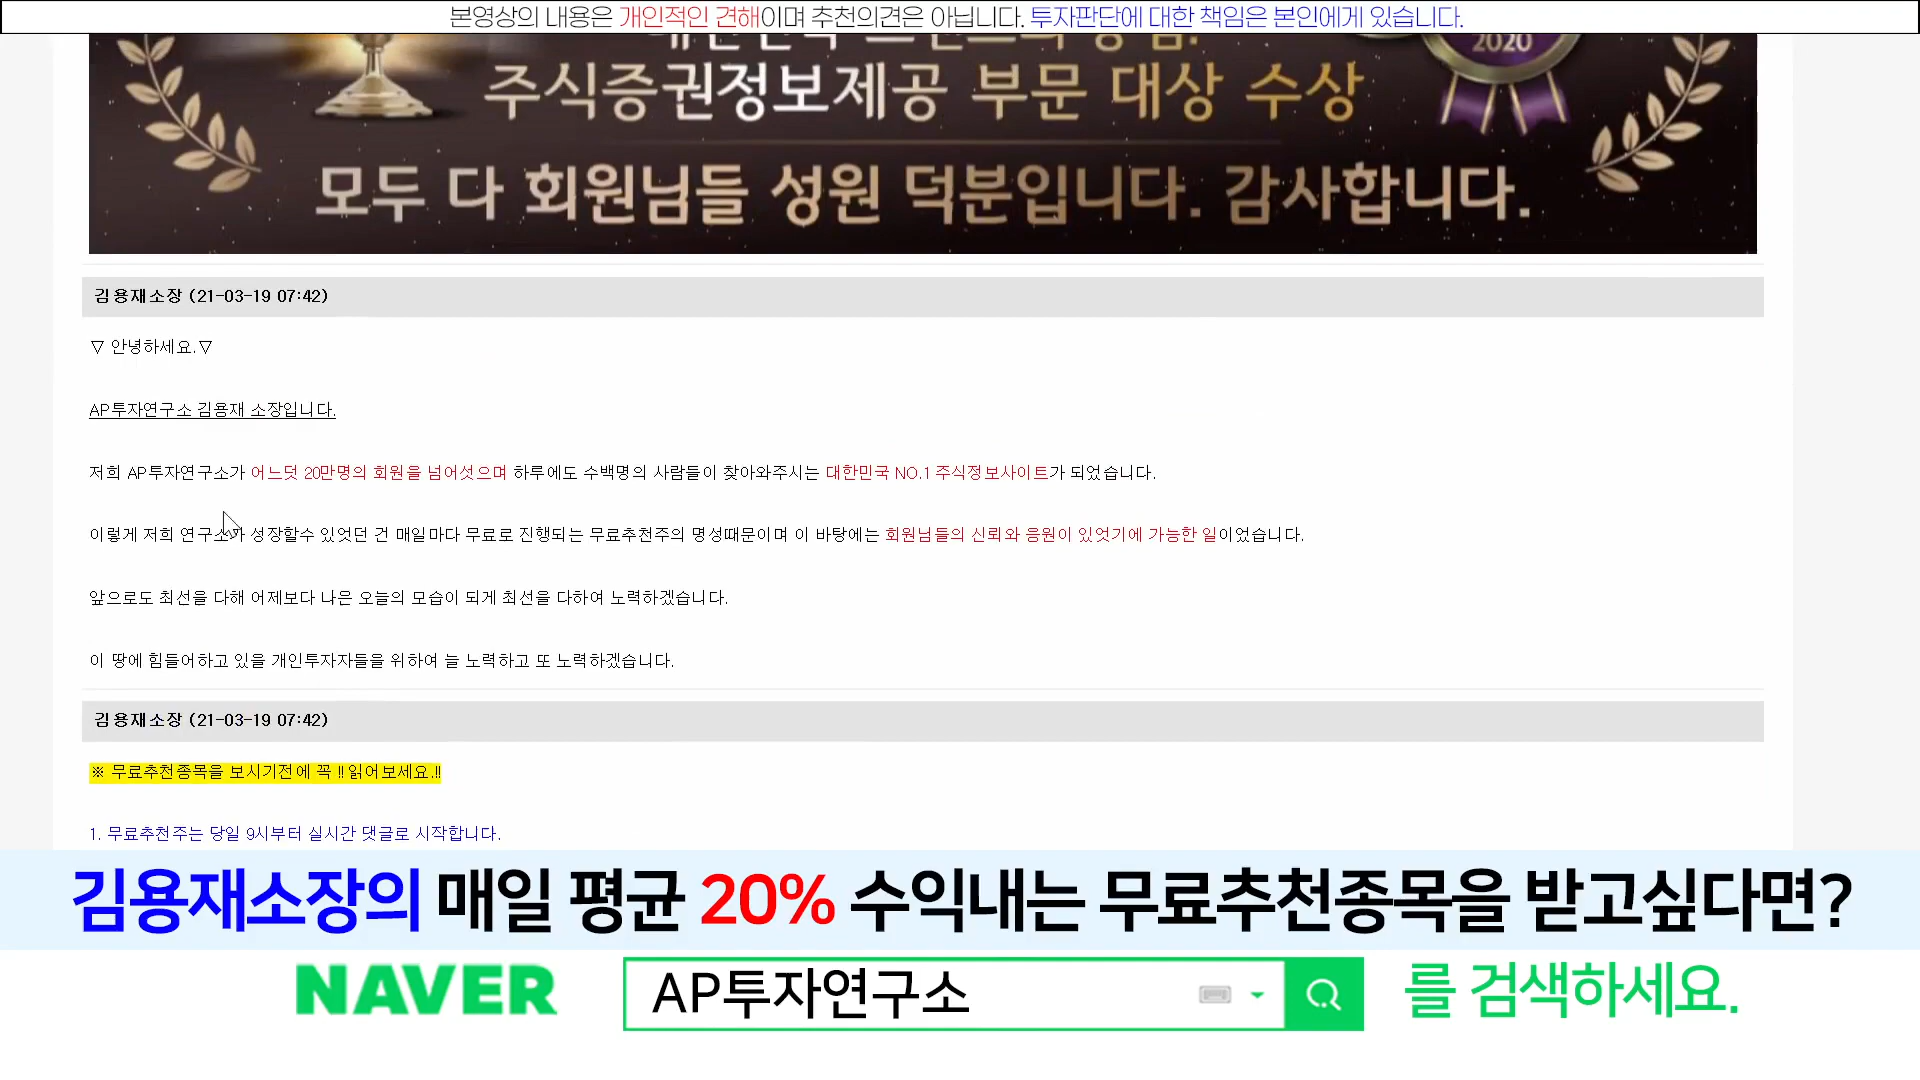 본영상의 내용은 개인적인 견해이며 추천의견은 아닙니다. 투자판단에 대한 책임은 본인에게 있습니다.
2020
주식증권정보제공 부문 대상 수상
모두 다 회원님들 성원 덕분입니다. 감사합니다.
김용재소장 (21-03-19 07:42)
▽ 안녕하세요.▽
AP투자연구소 김용재 소장입니다.
저희 AP투자연구소가 어느덧 20만명의 회원을 넘어섯으며 하루에도 수백명의 사람들이 찾아와주시는 대한민국 NO.1 주식정보사이트가 되었습니다.
이렇게 저희 연구소가 성장할수 있엇던 건 매일마다 무료로 진행되는 무료추천주의 명성때문이며 이 바탕에는 회원님들의 신뢰와 응원이 있엇기에 가능한 일이었습니다.
앞으로도 최선을 다해 어제보다 나은 오늘의 모습이 되게 최선을 다하여 노력하겠습니다.
이 땅에 힘들어하고 있을 개인투자자들을 위하여 늘 노력하고 또 노력하겠습니다.
김용재소장 (21-03-19 07:42)
※ 무료추천종목을 보시기전에 꼭 !! 읽어보세요.!!
1. 무료추천주는 당일 9시부터 실시간 댓글로 시작합니다.
김용재소장의 매일 평균 20% 수익내는 무료추천종목을 받고싶다면?
NAVER AP투자연구소 를 검색하세요.